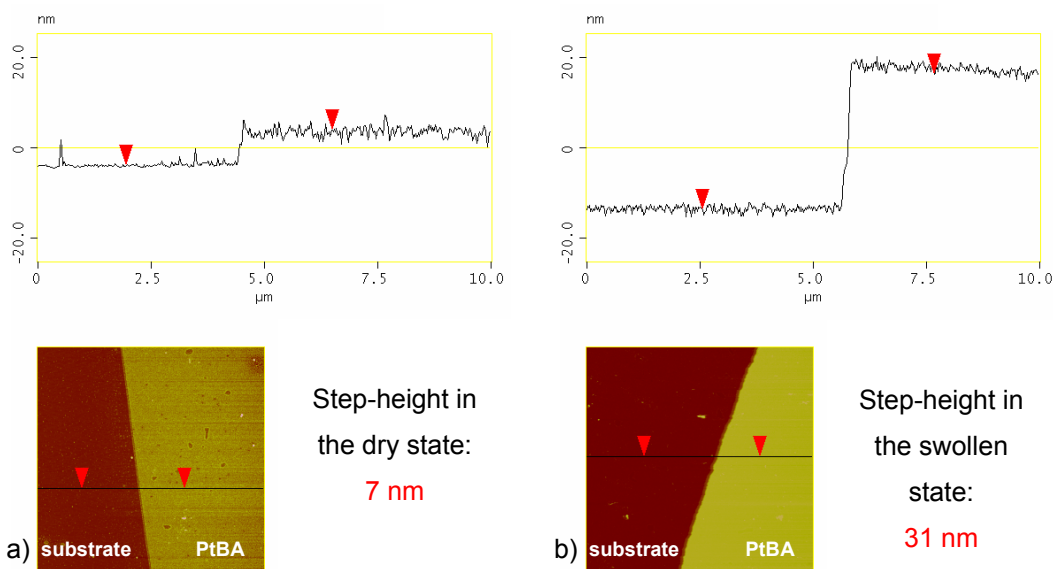 nm
20.0
0
-20.0
0
2.5
5.0
7.5
10.0
µm
nm
20.0
0
-20.0
0
2.5
5.0
7.5
10.0
µm
a)
substrate
PtBA
Step-height in
the dry state:
7 nm
b)
substrate
PtBA
Step-height in
the swollen
state:
31 nm